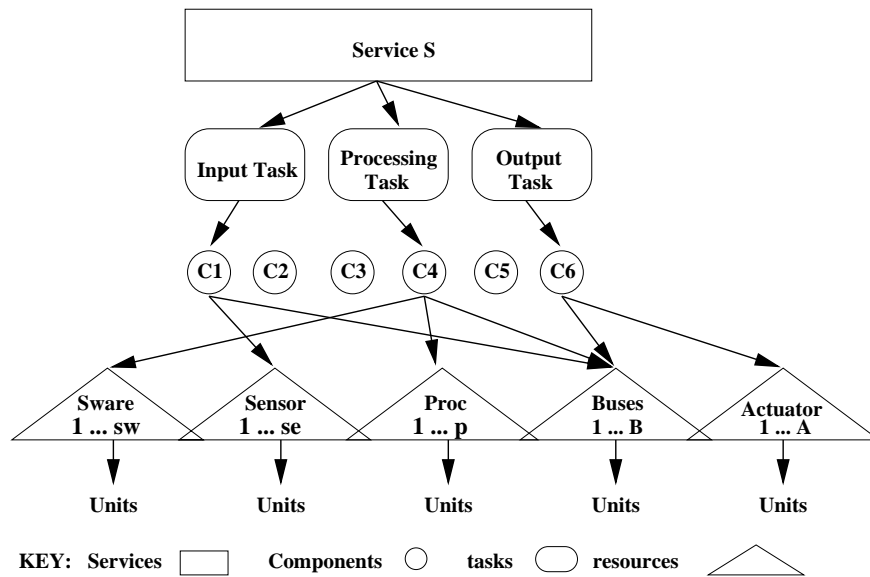 Service S
Input Task
Processing
Task
Output
Task
C1 C2 C3 C4 C5 C6
Sware
1 ... sw
Sensor
1 ... se
Proc
1 ... p
Buses
1 ... B
Actuator
1 ... A
Units Units Units Units Units
KEY: Services Components tasks resources